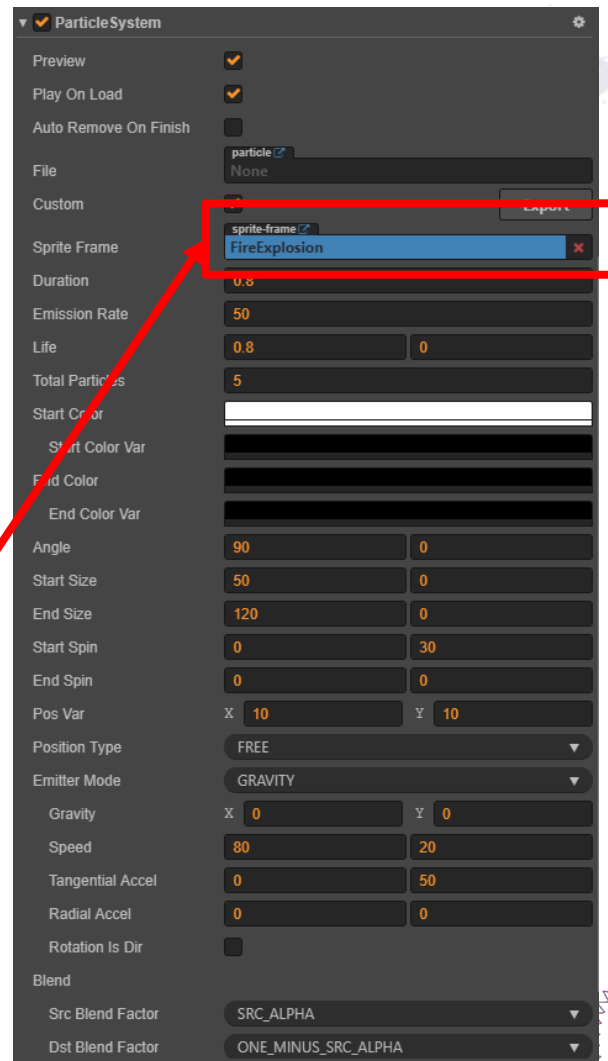 ParticleSystem
Preview
Play On Load
Auto Remove On Finish
particle
File None
Custom Export
sprite-frame
Sprite Frame FireExplosion
Duration 0.8
Emission Rate 50
Life 0.8 0
Total Particles 5
Start Color
Start Color Var
End Color
End Color Var
Angle 90 0
Start Size 50 0
End Size 120 0
Start Spin 0 30
End Spin 0 0
Pos Var X 10 Y 10
Position Type FREE
Emitter Mode GRAVITY
Gravity X 0 Y 0
Speed 80 20
Tangential Accel 0 50
Radial Accel 0 0
Rotation Is Dir
Blend
Src Blend Factor SRC_ALPHA
Dst Blend Factor ONE_MINUS_SRC_ALPHA